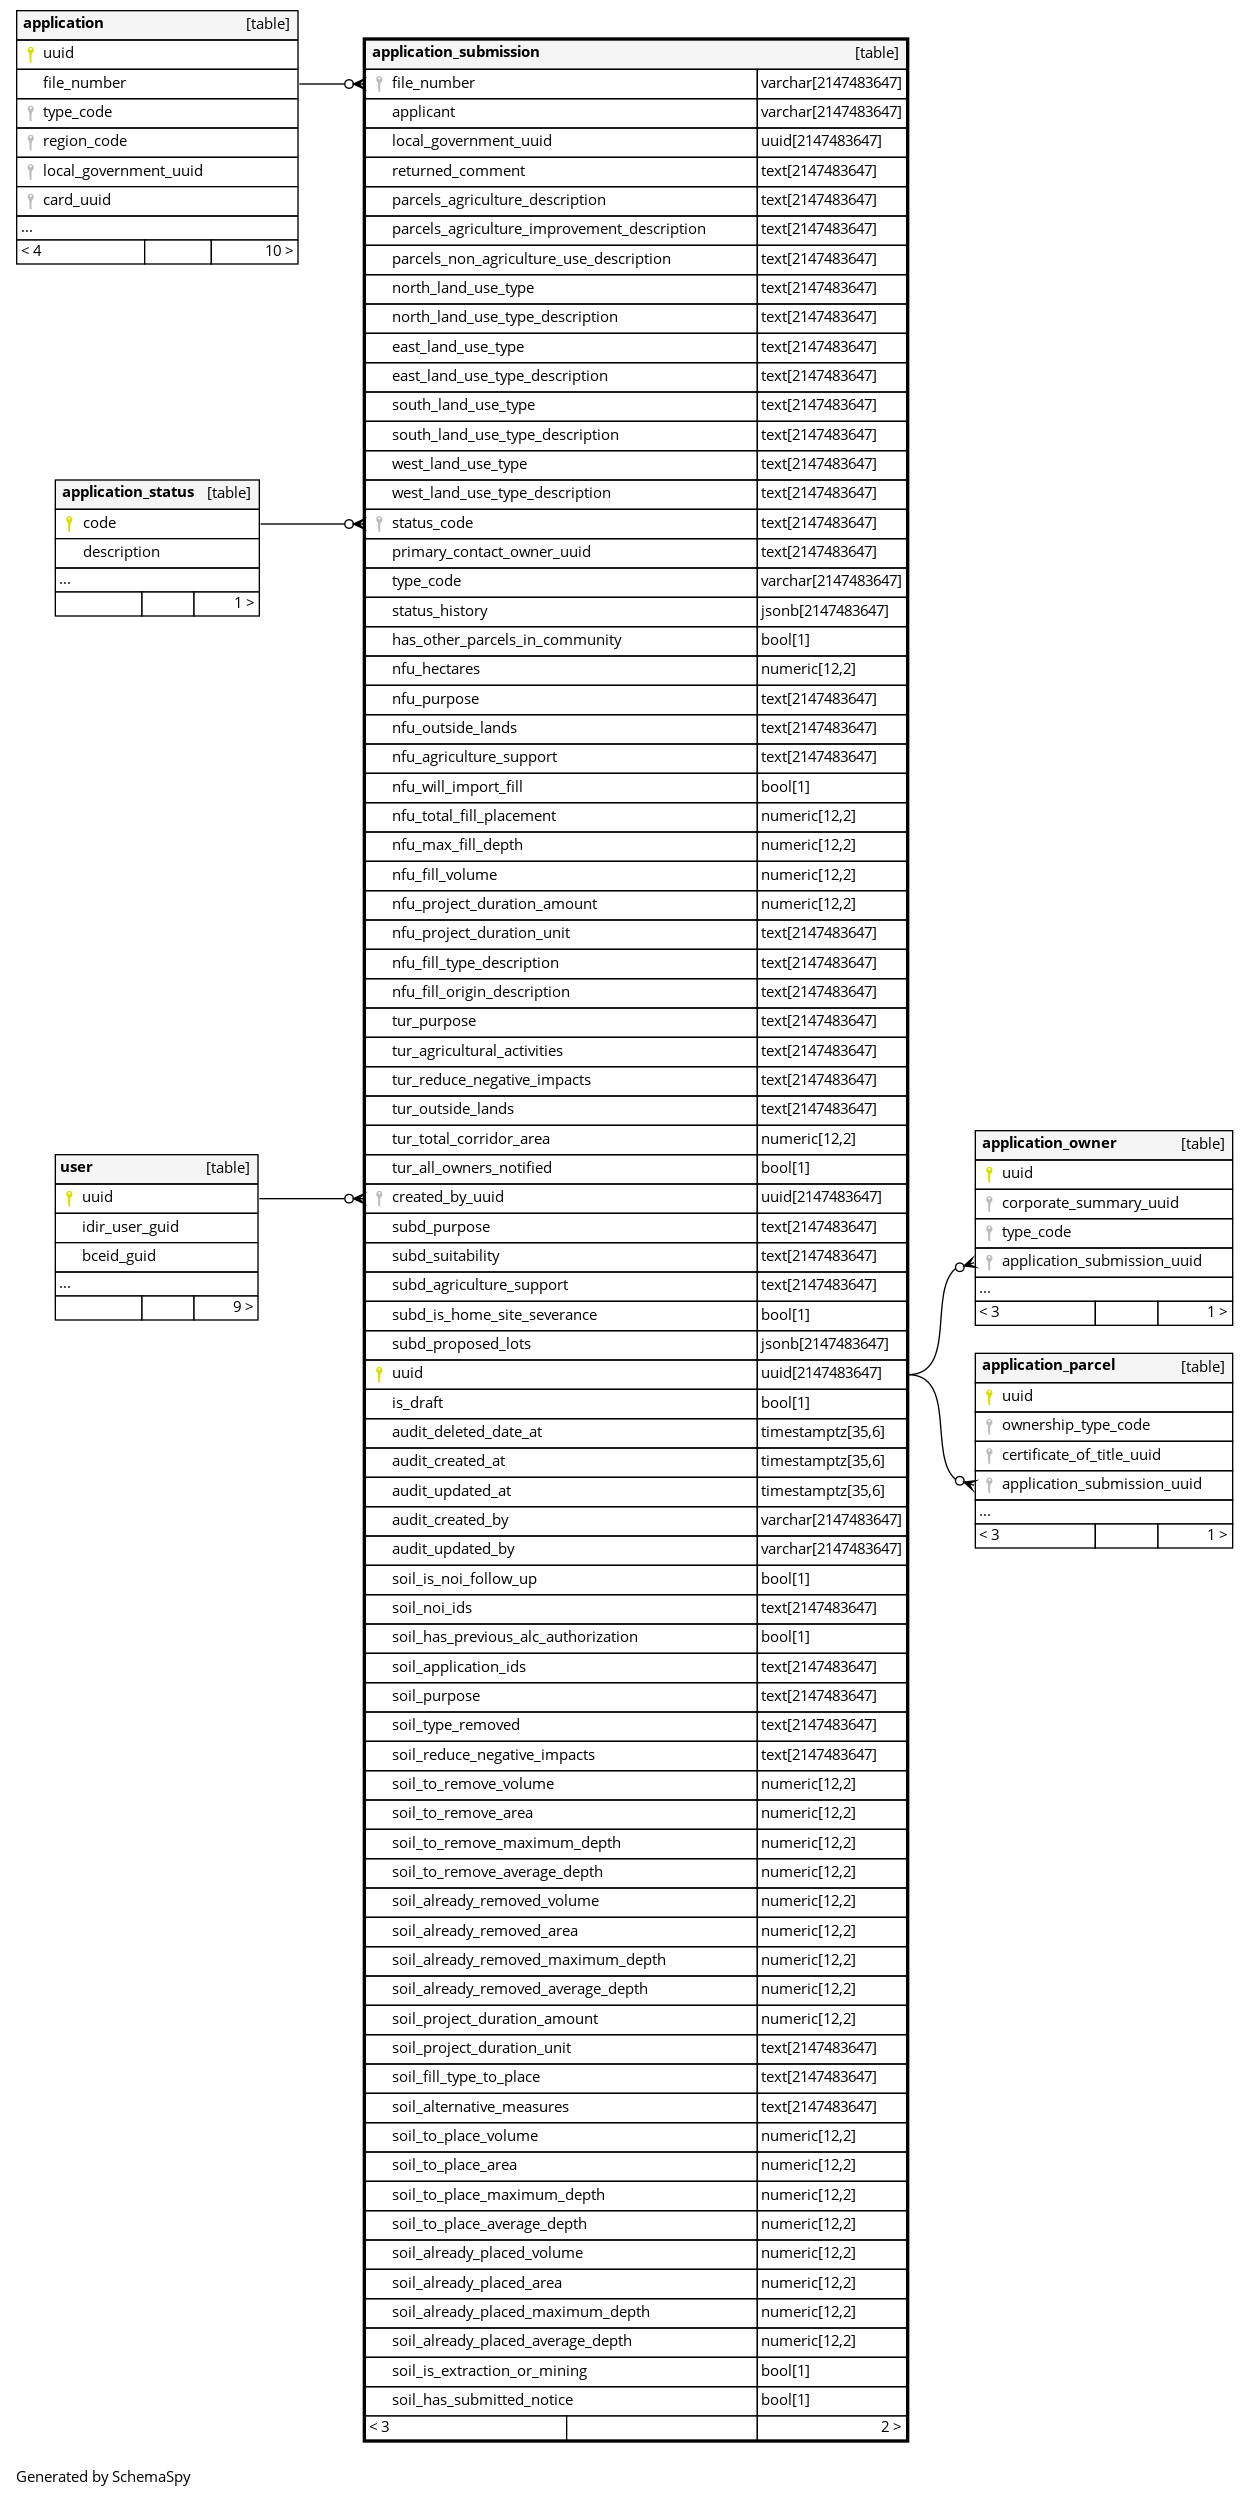 application [table]
uuid
file_number
type_code
region_code
local_government_uuid
card_uuid
...
< 4 10 >
application_status [table]
code
description
...
1 >
user [table]
uuid
idir_user_guid
bceid_guid
...
9 >
application_submission [table]
file_number varchar[2147483647]
applicant varchar[2147483647]
local_government_uuid uuid[2147483647]
returned_comment text[2147483647]
parcels_agriculture_description text[2147483647]
parcels_agriculture_improvement_description text[2147483647]
parcels_non_agriculture_use_description text[2147483647]
north_land_use_type text[2147483647]
north_land_use_type_description text[2147483647]
east_land_use_type text[2147483647]
east_land_use_type_description text[2147483647]
south_land_use_type text[2147483647]
south_land_use_type_description text[2147483647]
west_land_use_type text[2147483647]
west_land_use_type_description text[2147483647]
status_code text[2147483647]
primary_contact_owner_uuid text[2147483647]
type_code varchar[2147483647]
status_history jsonb[2147483647]
has_other_parcels_in_community bool[1]
nfu_hectares numeric[12,2]
nfu_purpose text[2147483647]
nfu_outside_lands text[2147483647]
nfu_agriculture_support text[2147483647]
nfu_will_import_fill bool[1]
nfu_total_fill_placement numeric[12,2]
nfu_max_fill_depth numeric[12,2]
nfu_fill_volume numeric[12,2]
nfu_project_duration_amount numeric[12,2]
nfu_project_duration_unit text[2147483647]
nfu_fill_type_description text[2147483647]
nfu_fill_origin_description text[2147483647]
tur_purpose text[2147483647]
tur_agricultural_activities text[2147483647]
tur_reduce_negative_impacts text[2147483647]
tur_outside_lands text[2147483647]
tur_total_corridor_area numeric[12,2]
tur_all_owners_notified bool[1]
created_by_uuid uuid[2147483647]
subd_purpose text[2147483647]
subd_suitability text[2147483647]
subd_agriculture_support text[2147483647]
subd_is_home_site_severance bool[1]
subd_proposed_lots jsonb[2147483647]
uuid uuid[2147483647]
is_draft bool[1]
audit_deleted_date_at timestamptz[35,6]
audit_created_at timestamptz[35,6]
audit_updated_at timestamptz[35,6]
audit_created_by varchar[2147483647]
audit_updated_by varchar[2147483647]
soil_is_noi_follow_up bool[1]
soil_noi_ids text[2147483647]
soil_has_previous_alc_authorization bool[1]
soil_application_ids text[2147483647]
soil_purpose text[2147483647]
soil_type_removed text[2147483647]
soil_reduce_negative_impacts text[2147483647]
soil_to_remove_volume numeric[12,2]
soil_to_remove_area numeric[12,2]
soil_to_remove_maximum_depth numeric[12,2]
soil_to_remove_average_depth numeric[12,2]
soil_already_removed_volume numeric[12,2]
soil_already_removed_area numeric[12,2]
soil_already_removed_maximum_depth numeric[12,2]
soil_already_removed_average_depth numeric[12,2]
soil_project_duration_amount numeric[12,2]
soil_project_duration_unit text[2147483647]
soil_fill_type_to_place text[2147483647]
soil_alternative_measures text[2147483647]
soil_to_place_volume numeric[12,2]
soil_to_place_area numeric[12,2]
soil_to_place_maximum_depth numeric[12,2]
soil_to_place_average_depth numeric[12,2]
soil_already_placed_volume numeric[12,2]
soil_already_placed_area numeric[12,2]
soil_already_placed_maximum_depth numeric[12,2]
soil_already_placed_average_depth numeric[12,2]
soil_is_extraction_or_mining bool[1]
soil_has_submitted_notice bool[1]
< 3 2 >
application_owner [table]
uuid
corporate_summary_uuid
type_code
application_submission_uuid
...
< 3 1 >
application_parcel [table]
uuid
ownership_type_code
certificate_of_title_uuid
application_submission_uuid
...
< 3 1 >
Generated by SchemaSpy